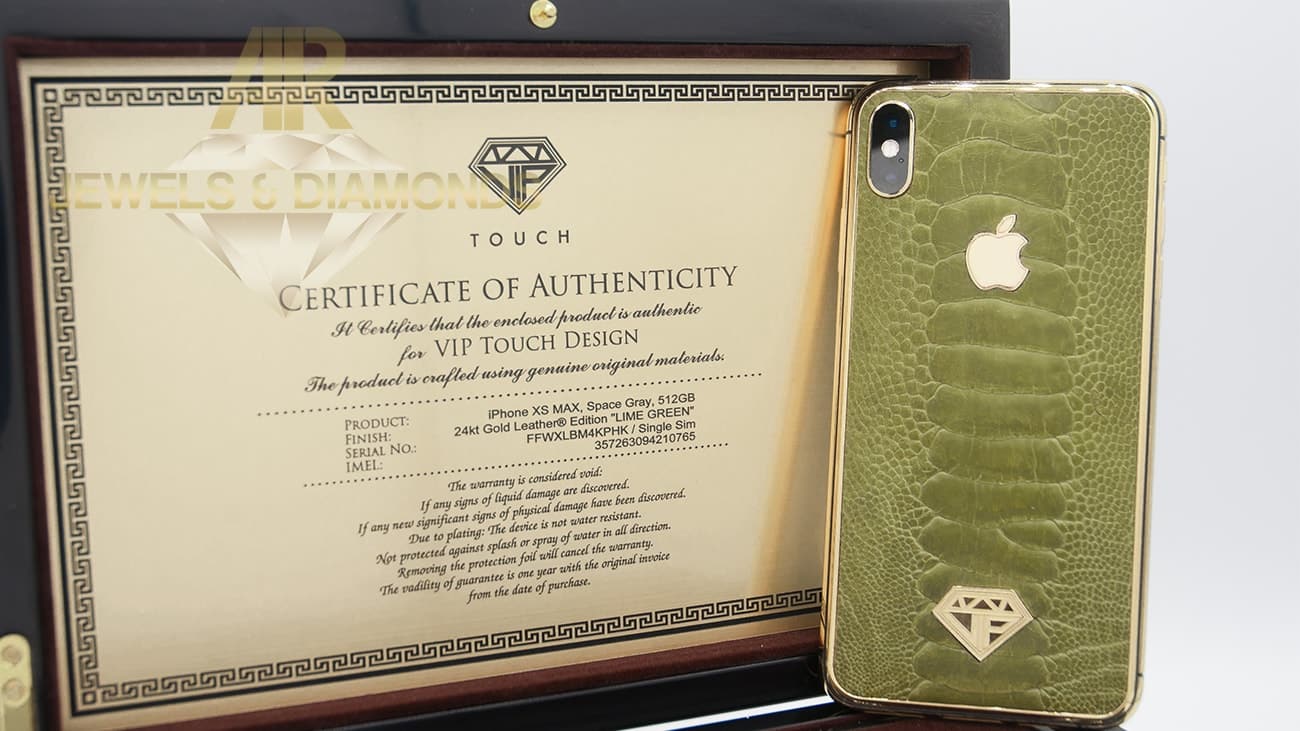 AIR
JEWELS & DIAMONDS
VIP
TOUCH
CERTIFICATE OF AUTHENTICITY
It Certifies that the enclosed product is authentic
for VIP TOUCH DESIGN
The product is crafted using genuine original materials.
PRODUCT: iPhone XS MAX, Space Gray, 512GB
FINISH: 24kt Gold Leather® Edition "LIME GREEN"
SERIAL NO.: FFWXLBM4KPHK / Single Sim
IMEL: 357263094210765
The warranty is considered void:
If any signs of liquid damage are discovered.
If any new significant signs of physical damage have been discovered.
Due to plating: The device is not water resistant.
Not protected against splash or spray of water in all direction.
Removing the protection foil will cancel the warranty.
The vadility of guarantee is one year with the original invoice
from the date of purchase.
VIP